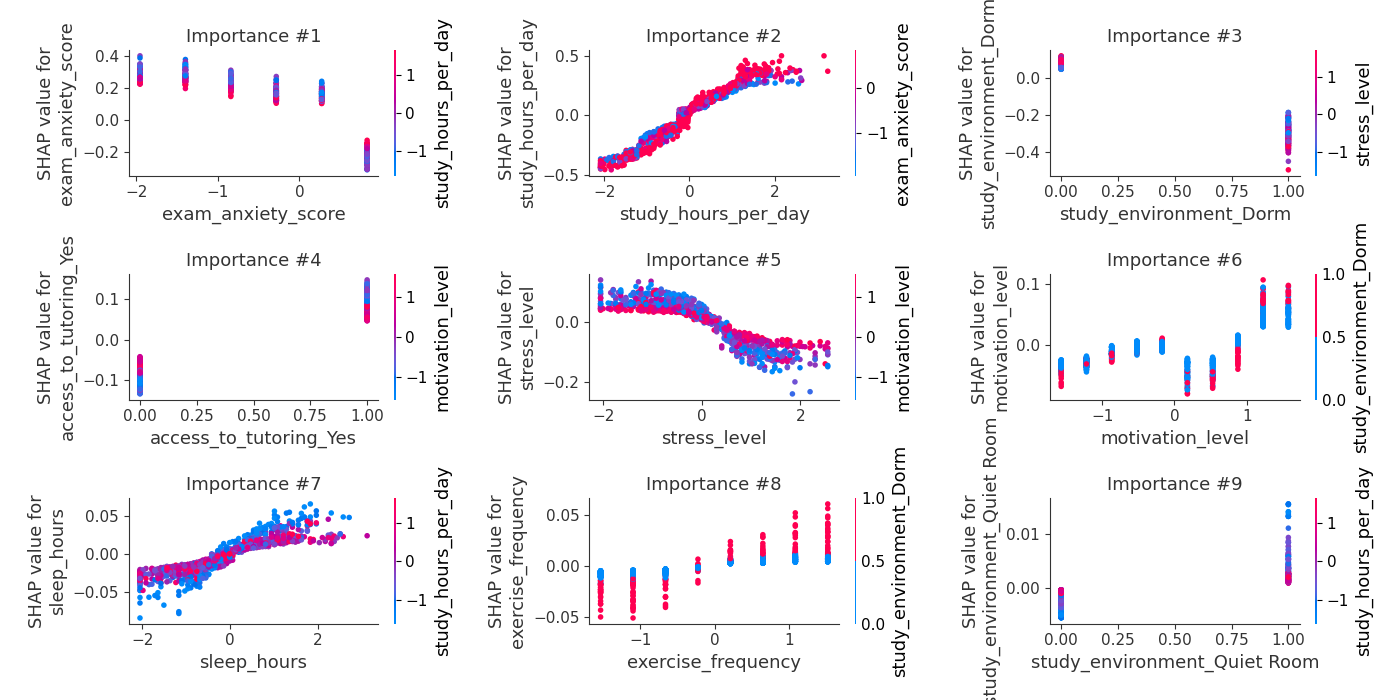 Importance #1
SHAP value for
exam_anxiety_score
0.4
0.2
0.0
−0.2
−2
−1
0
exam_anxiety_score
1
0
−1
study_hours_per_day
Importance #2
SHAP value for
study_hours_per_day
0.5
0.0
−0.5
−2
0
2
study_hours_per_day
0
−1
exam_anxiety_score
Importance #3
SHAP value for
study_environment_Dorm
0.0
−0.2
−0.4
0.00
0.25
0.50
0.75
1.00
study_environment_Dorm
1
0
−1
stress_level
Importance #4
SHAP value for
access_to_tutoring_Yes
0.1
0.0
−0.1
0.00
0.25
0.50
0.75
1.00
access_to_tutoring_Yes
1
0
−1
motivation_level
Importance #5
SHAP value for
stress_level
0.0
−0.2
−2
0
2
stress_level
1
0
−1
motivation_level
Importance #6
SHAP value for
motivation_level
0.1
0.0
−1
0
1
motivation_level
1.0
0.5
0.0
study_environment_Dorm
Importance #7
SHAP value for
sleep_hours
0.05
0.00
−0.05
−2
0
2
sleep_hours
1
0
−1
study_hours_per_day
Importance #8
SHAP value for
exercise_frequency
0.05
0.00
−0.05
−1
0
1
exercise_frequency
1.0
0.5
0.0
study_environment_Dorm
Importance #9
SHAP value for
study_environment_Quiet Room
0.01
0.00
0.00
0.25
0.50
0.75
1.00
study_environment_Quiet Room
1
0
−1
study_hours_per_day